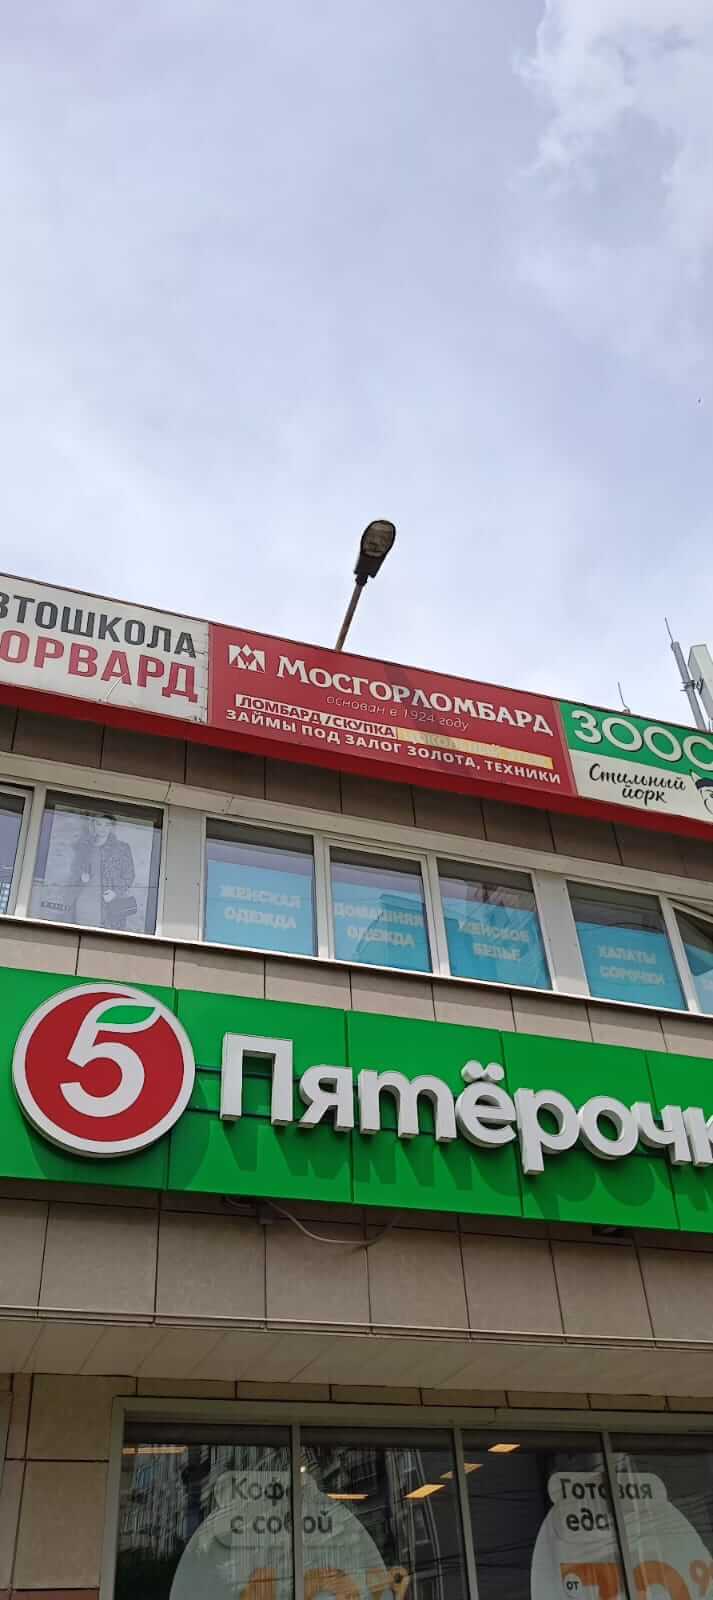 ВТОШКОЛА
ОРВАРД
МОСГОРЛОМБАРД
основан в 1924 году
ЛОМБАРД/СКУПКА
ЗАЙМЫ ПОД ЗАЛОГ ЗОЛОТА, ТЕХНИКИ
ЗООС
Стильный
йорк
ЖЕНСКАЯ
ОДЕЖДА
ДОМАШНЯЯ
ОДЕЖДА
ЖЕНСКОЕ
БЕЛЬЕ
ХАЛАТЫ
СОРОЧКИ
5 Пятёрочк
Кофе
с собой
Готовая
еда
от